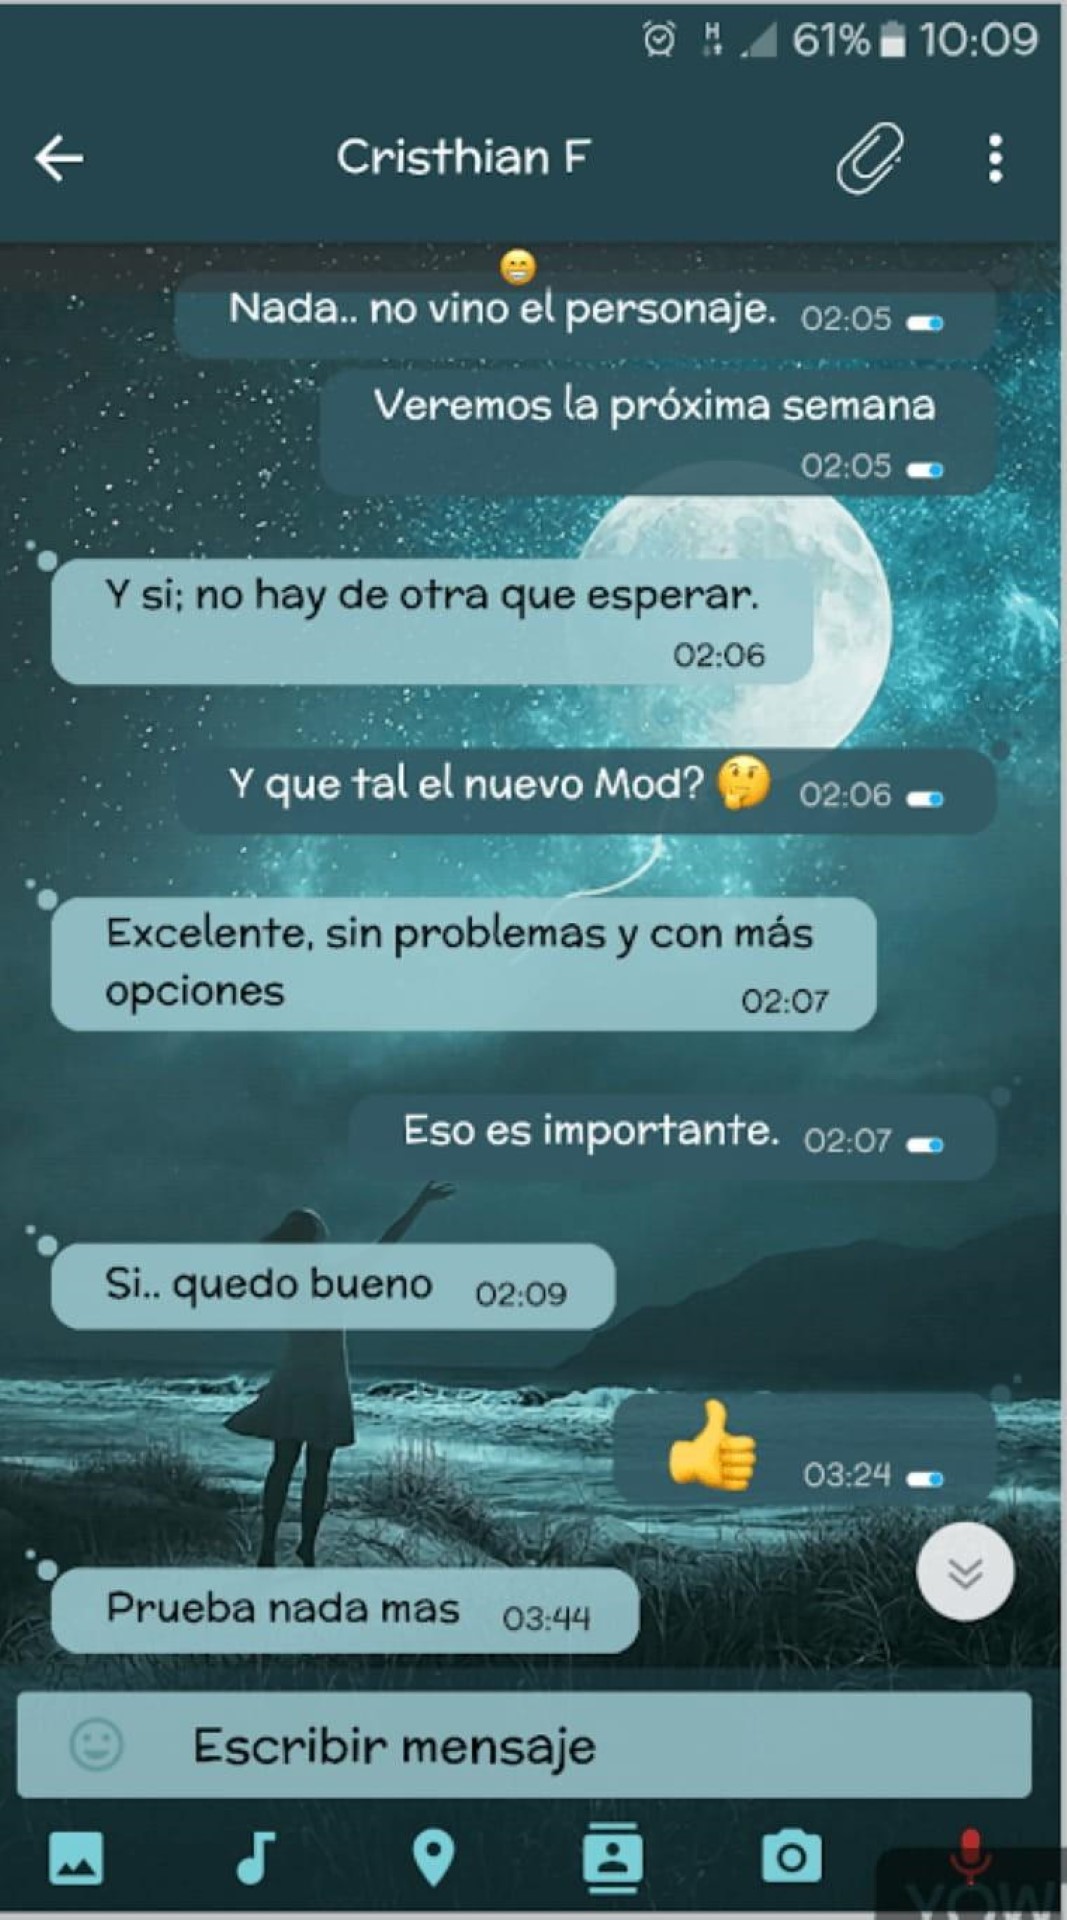 H 61% 10:09
Cristhian F
Nada.. no vino el personaje. 02:05
Veremos la próxima semana
02:05
Y si; no hay de otra que esperar.
02:06
Y que tal el nuevo Mod? 🤔 02:06
Excelente, sin problemas y con más
opciones 02:07
Eso es importante. 02:07
Si.. quedo bueno 02:09
👍 03:24
Prueba nada mas 03:44
Escribir mensaje